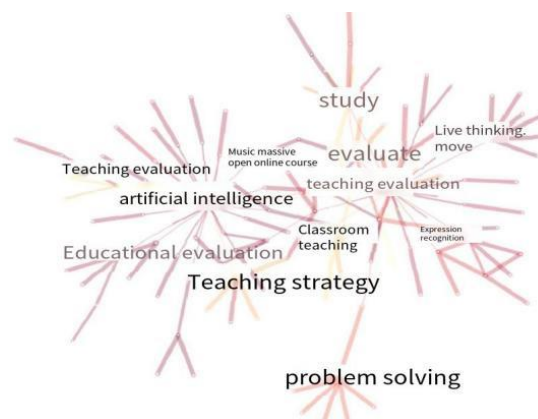 study
Live thinking.
move
Music massive
open online course
evaluate
Teaching evaluation
teaching evaluation
artificial intelligence
Classroom
teaching
Expression
recognition
Educational evaluation
Teaching strategy
problem solving